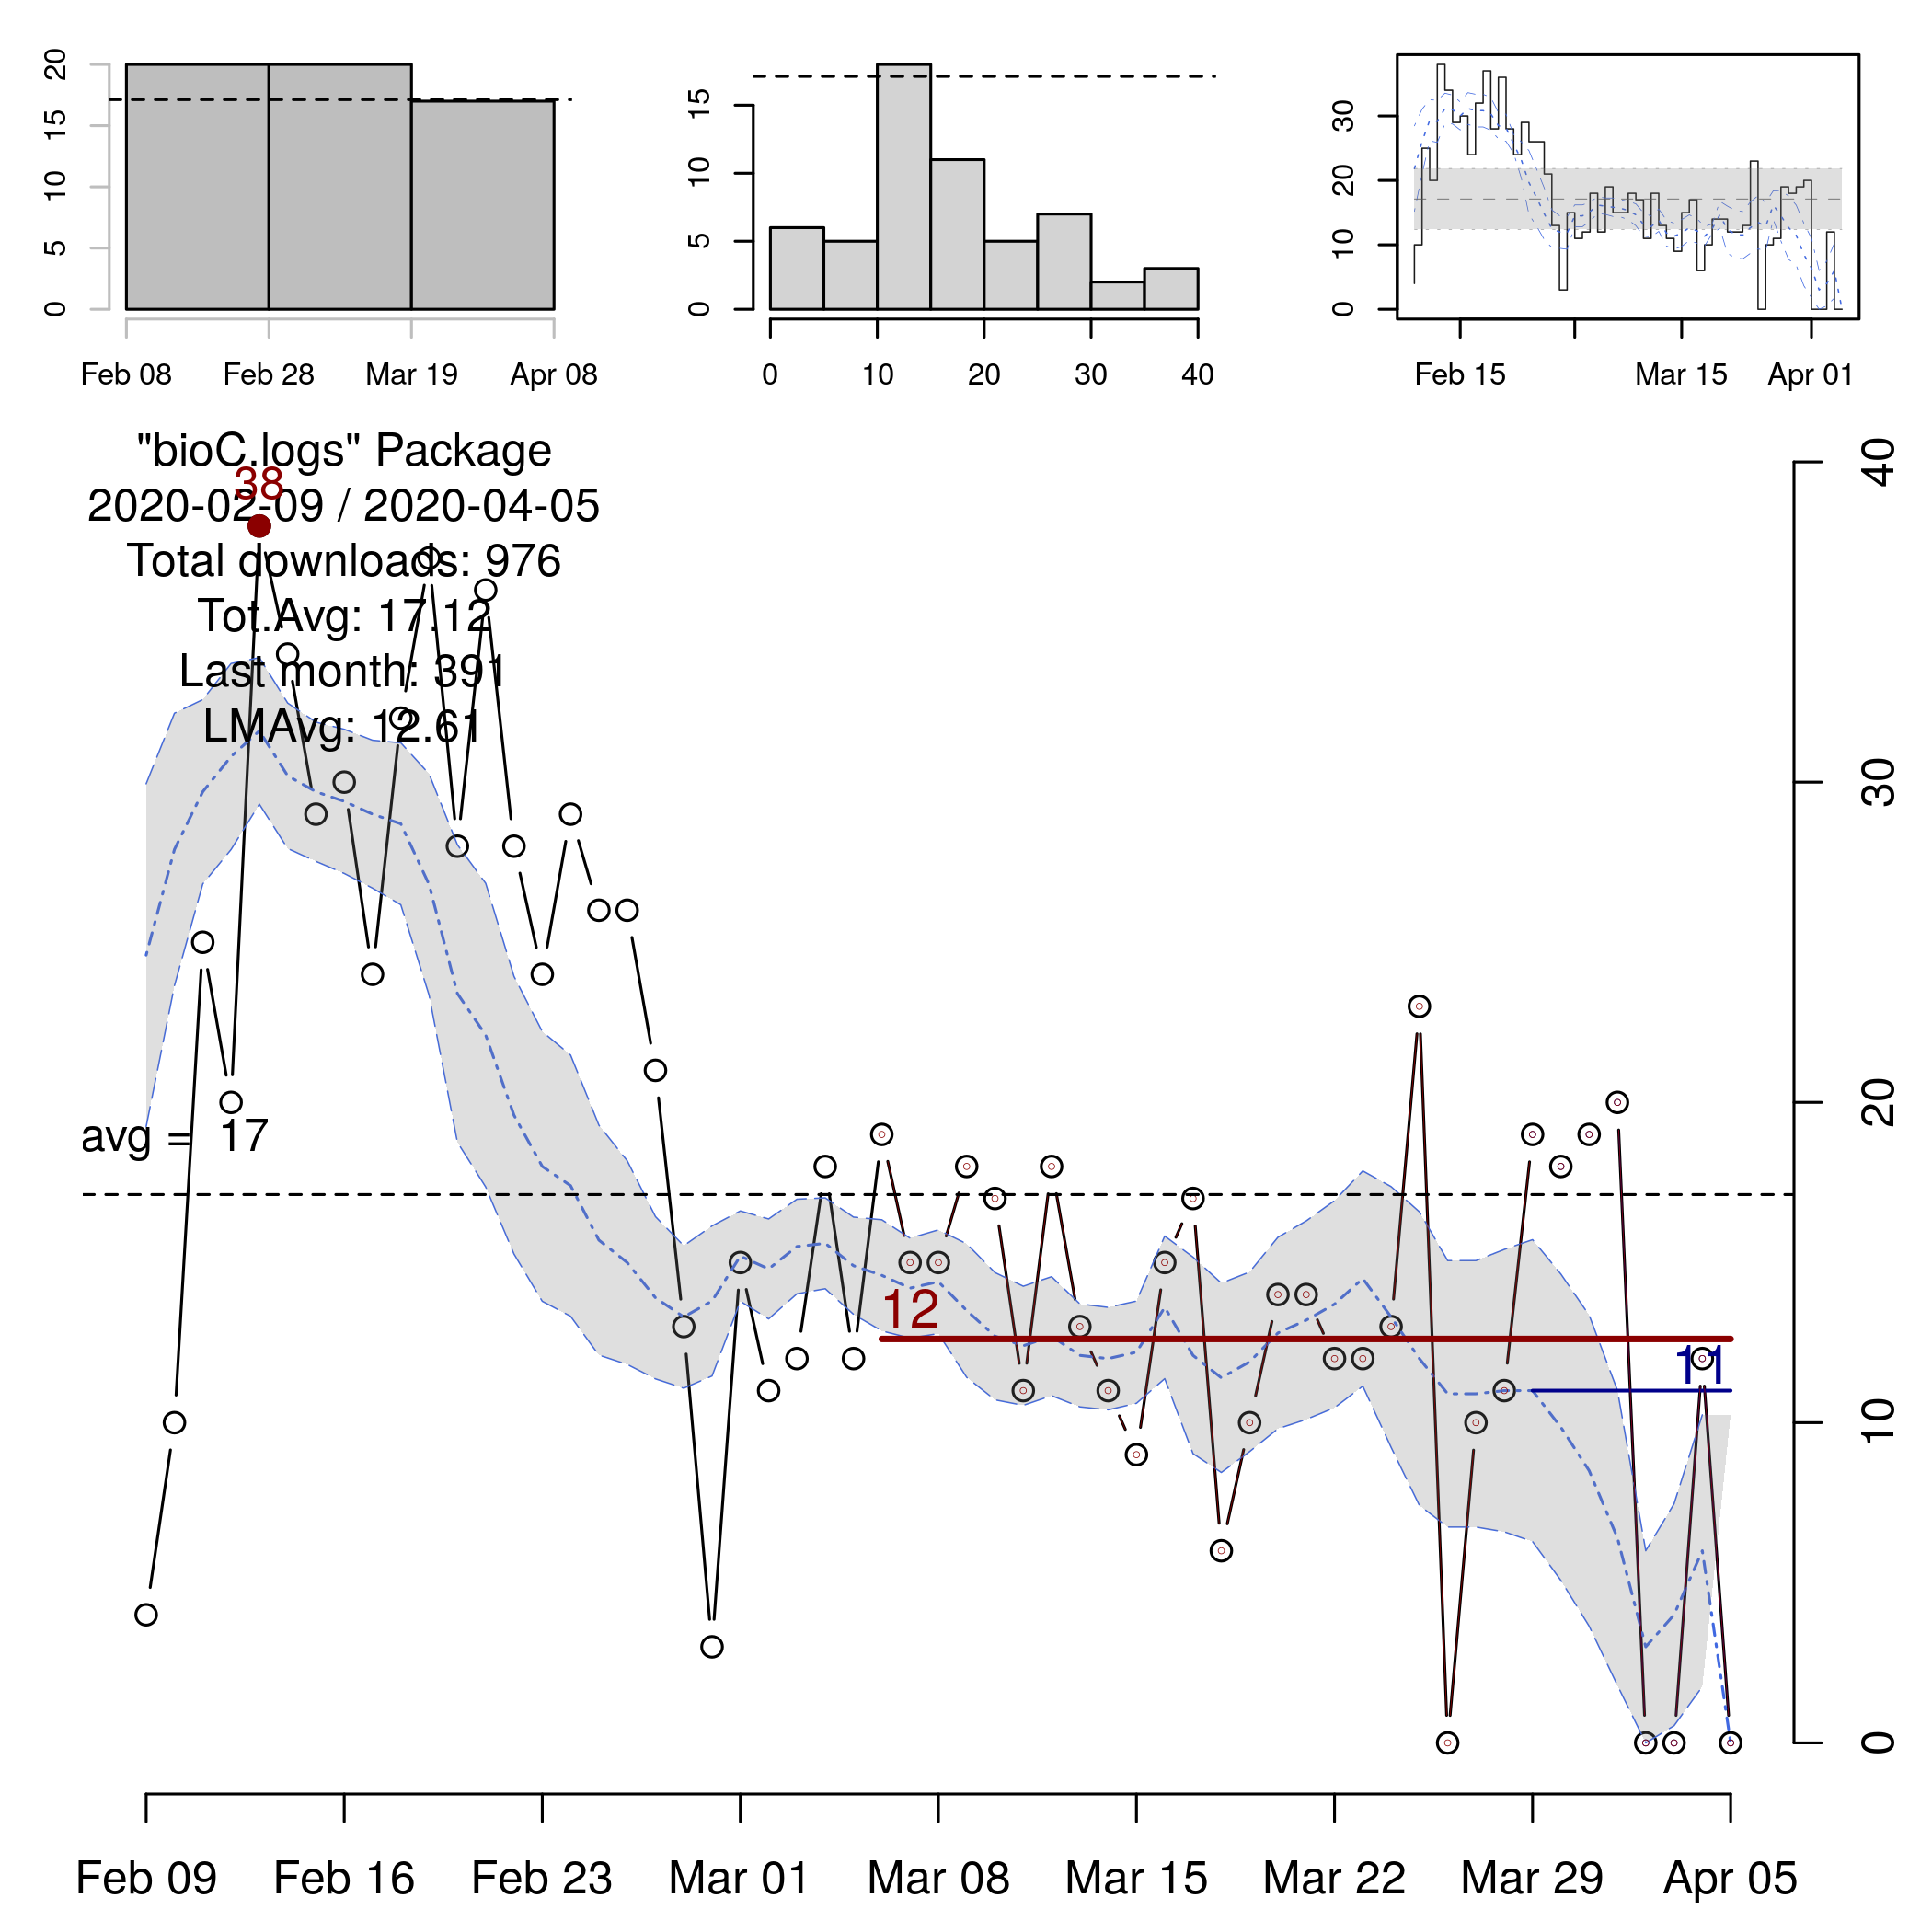 20
15
10
5
0
Feb 08 Feb 28 Mar 19 Apr 08
15
10
5
0
0 10 20 30 40
30
20
10
0
Feb 15 Mar 15 Apr 01
"bioC.logs" Package
38
2020-02-09 / 2020-04-05
Total downloads: 976
Tot.Avg: 17.12
Last month: 391
LMAvg: 12.61
avg = 17
12
11
40
30
20
10
0
Feb 09 Feb 16 Feb 23 Mar 01 Mar 08 Mar 15 Mar 22 Mar 29 Apr 05